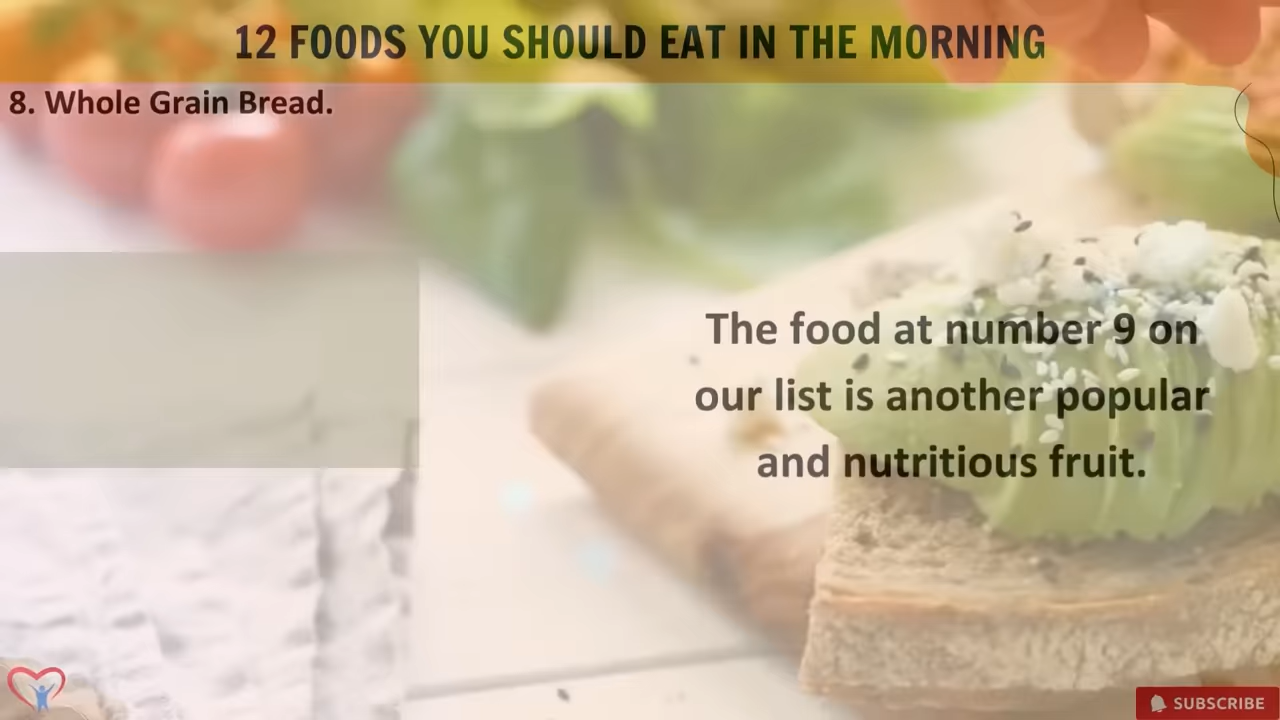 12 FOODS YOU SHOULD EAT IN THE MORNING
8. Whole Grain Bread.
The food at number 9 on
our list is another popular
and nutritious fruit.
SUBSCRIBE